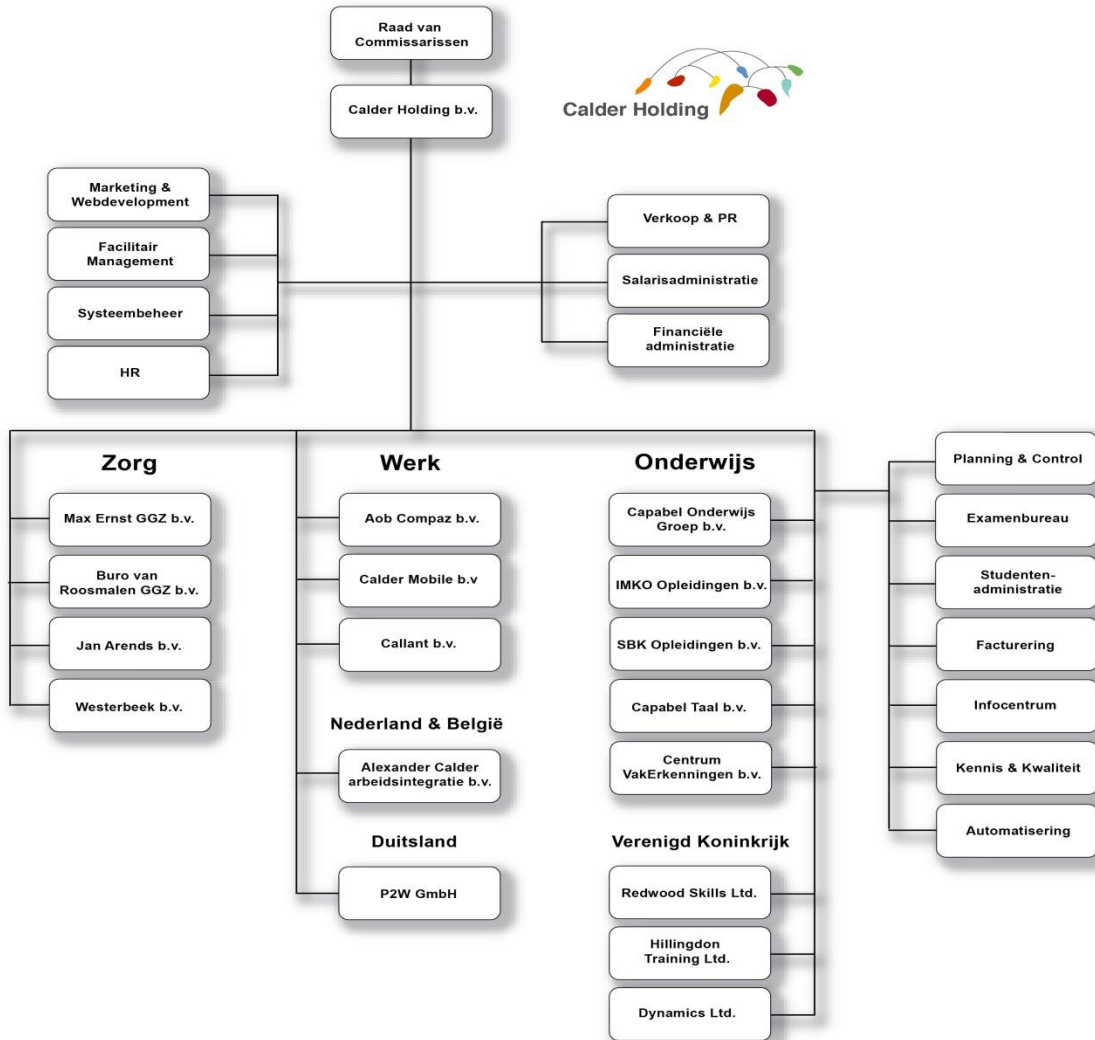 Raad van
Commissarissen
Calder Holding b.v.
Calder Holding
Marketing &
Webdevelopment
Facilitair
Management
Systeembeheer
HR
Verkoop & PR
Salarisadministratie
Financiële
administratie
Zorg
Max Ernst GGZ b.v.
Buro van
Roosmalen GGZ b.v.
Jan Arends b.v.
Westerbeek b.v.
Werk
Aob Compaz b.v.
Calder Mobile b.v
Callant b.v.
Nederland & België
Alexander Calder
arbeidsintegratie b.v.
Duitsland
P2W GmbH
Onderwijs
Capabel Onderwijs
Groep b.v.
IMKO Opleidingen b.v.
SBK Opleidingen b.v.
Capabel Taal b.v.
Centrum
VakErkenningen b.v.
Verenigd Koninkrijk
Redwood Skills Ltd.
Hillingdon
Training Ltd.
Dynamics Ltd.
Planning & Control
Examenbureau
Studenten-
administratie
Facturering
Infocentrum
Kennis & Kwaliteit
Automatisering